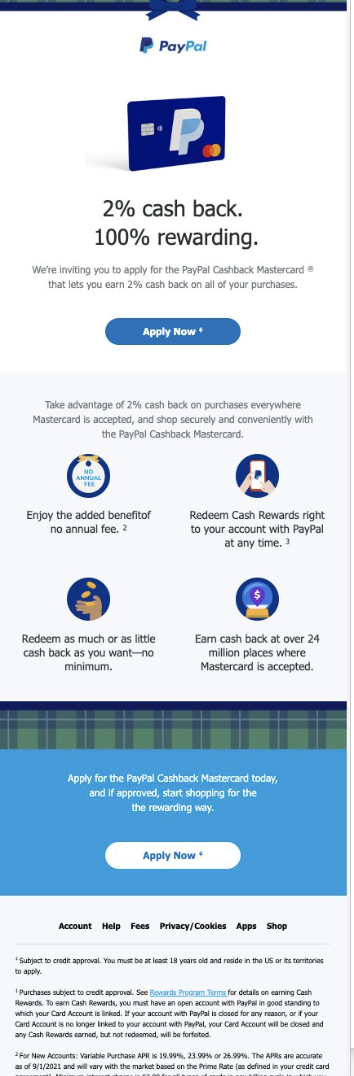 PayPal
2% cash back.
100% rewarding.
We're inviting you to apply for the PayPal Cashback Mastercard ®
that lets you earn 2% cash back on all of your purchases.
Apply Now ‡
Take advantage of 2% cash back on purchases everywhere
Mastercard is accepted, and shop securely and conveniently with
the PayPal Cashback Mastercard.
NO
ANNUAL
FEE
Enjoy the added benefitof
no annual fee. ²
Redeem Cash Rewards right
to your account with PayPal
at any time. ³
Redeem as much or as little
cash back as you want—no
minimum.
Earn cash back at over 24
million places where
Mastercard is accepted.
Apply for the PayPal Cashback Mastercard today,
and if approved, start shopping for the
the rewarding way.
Apply Now ‡
Account Help Fees Privacy/Cookies Apps Shop
‡ Subject to credit approval. You must be at least 18 years old and reside in the US or its territories
to apply.
¹ Purchases subject to credit approval. See Rewards Program Terms for details on earning Cash
Rewards. To earn Cash Rewards, you must have an open account with PayPal in good standing to
which your Card Account is linked. If your account with PayPal is closed for any reason, or if your
Card Account is no longer linked to your account with PayPal, your Card Account will be closed and
any Cash Rewards earned, but not redeemed, will be forfeited.
² For New Accounts: Variable Purchase APR is 19.99%, 23.99% or 26.99%. The APRs are accurate
as of 9/1/2021 and will vary with the market based on the Prime Rate (as defined in your credit card